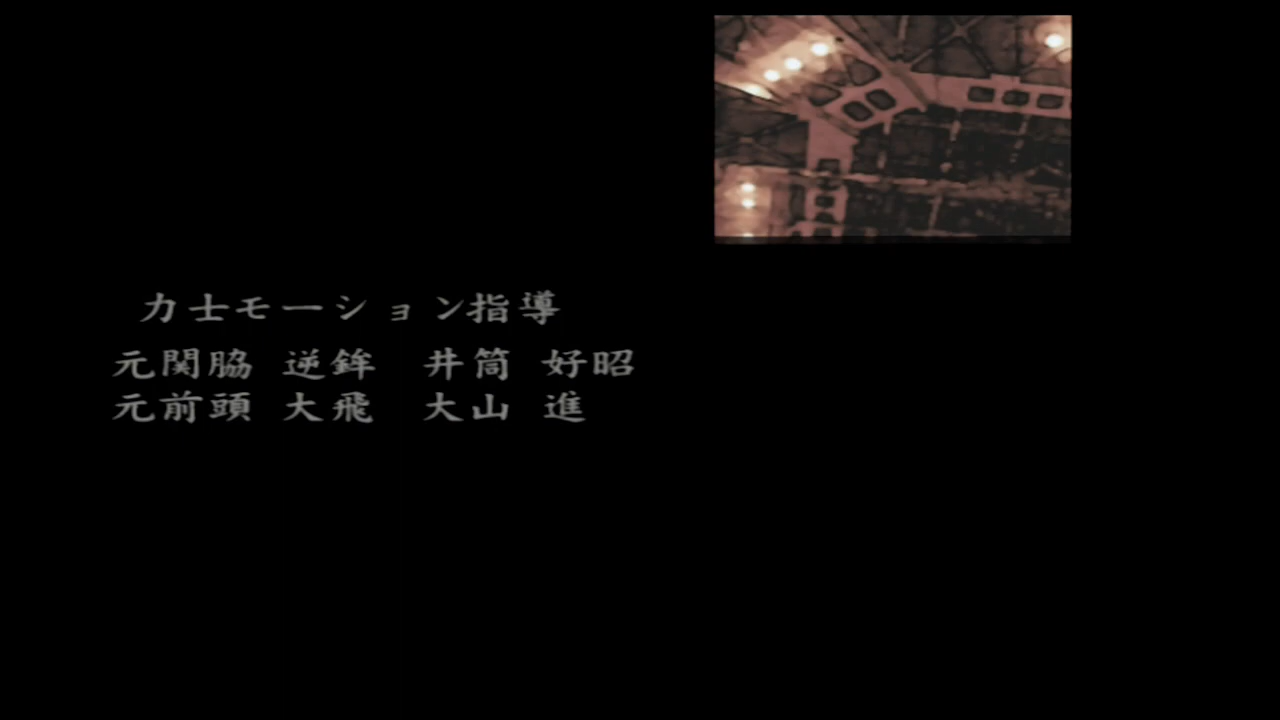 力士モーション指導
元関脇 逆鉾 井筒 好昭
元前頭 大飛 大山 進